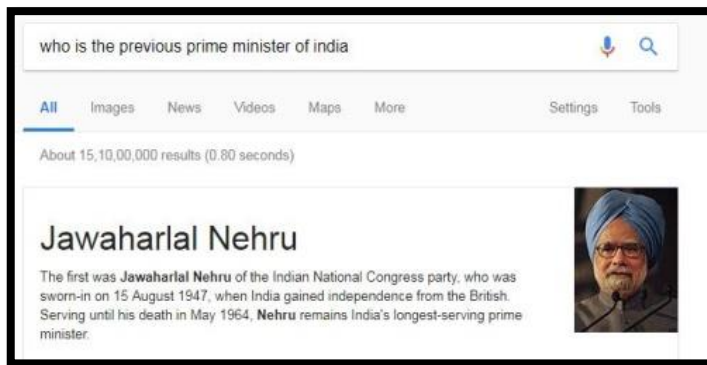 who is the previous prime minister of india
All Images News Videos Maps More Settings Tools
About 15,10,00,000 results (0.80 seconds)
Jawaharlal Nehru
The first was Jawaharlal Nehru of the Indian National Congress party, who was
sworn-in on 15 August 1947, when India gained independence from the British.
Serving until his death in May 1964, Nehru remains India's longest-serving prime
minister.